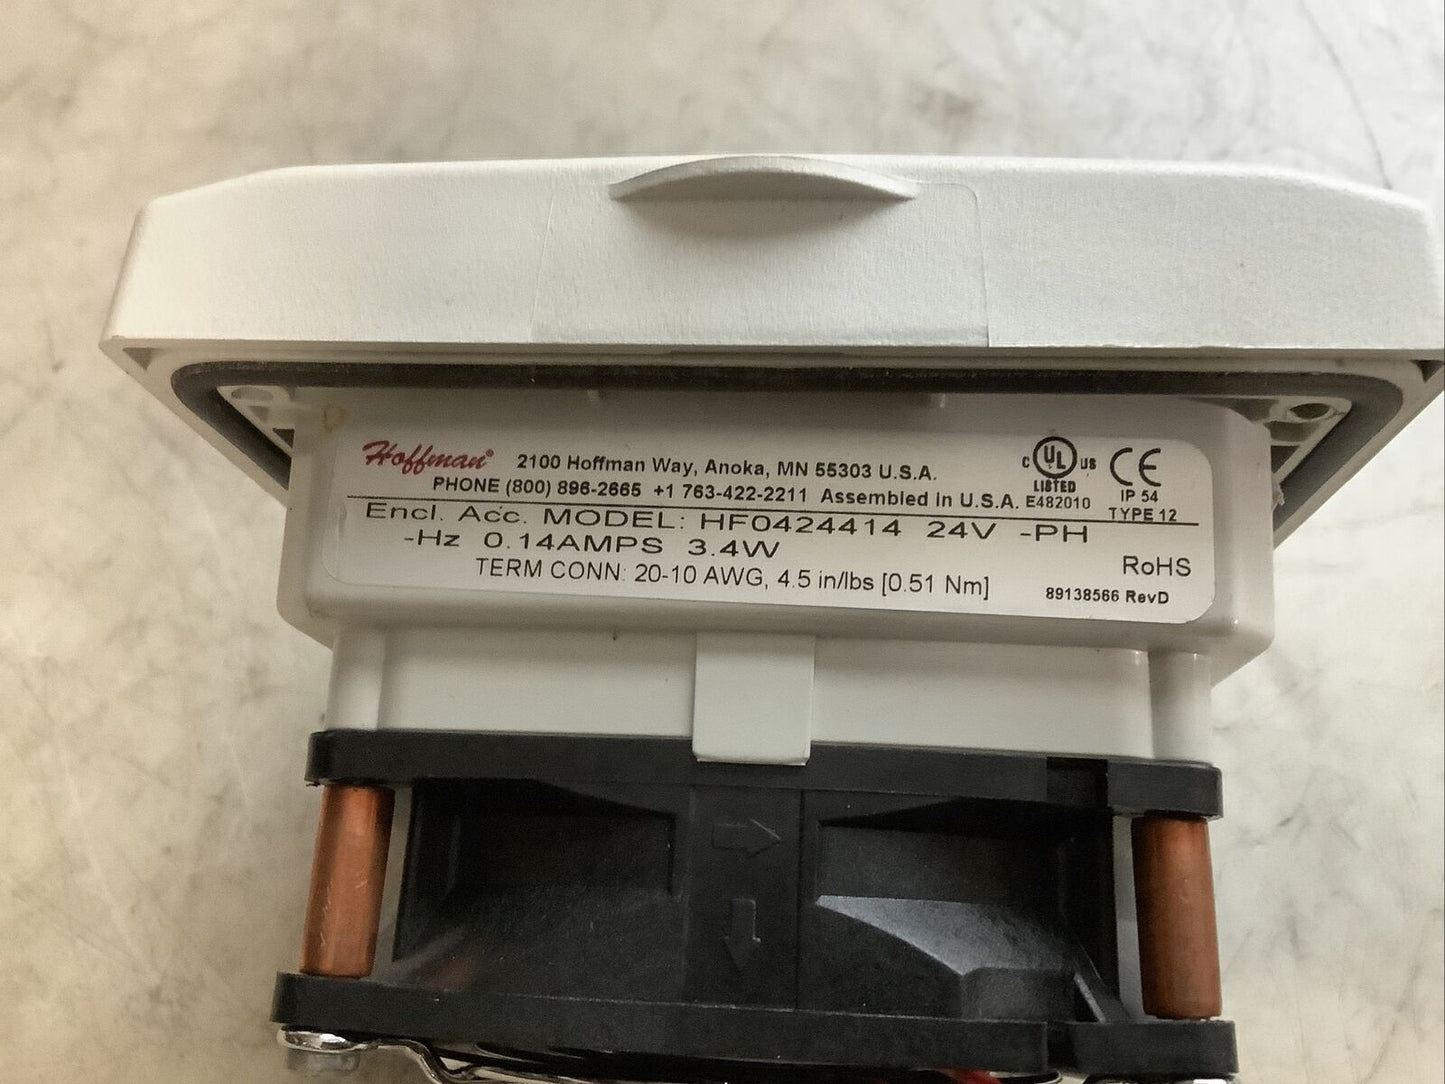 Hoffman® 2100 Hoffman Way, Anoka, MN 55303 U.S.A.
PHONE (800) 896-2665 +1 763-422-2211 Assembled in U.S.A.
C UL US
LISTED
E482010
CE
IP 54
TYPE 12
Encl. Acc. MODEL: HF0424414 24V -PH
-Hz 0.14AMPS 3.4W
TERM CONN: 20-10 AWG, 4.5 in/lbs [0.51 Nm]
RoHS
89138566 RevD